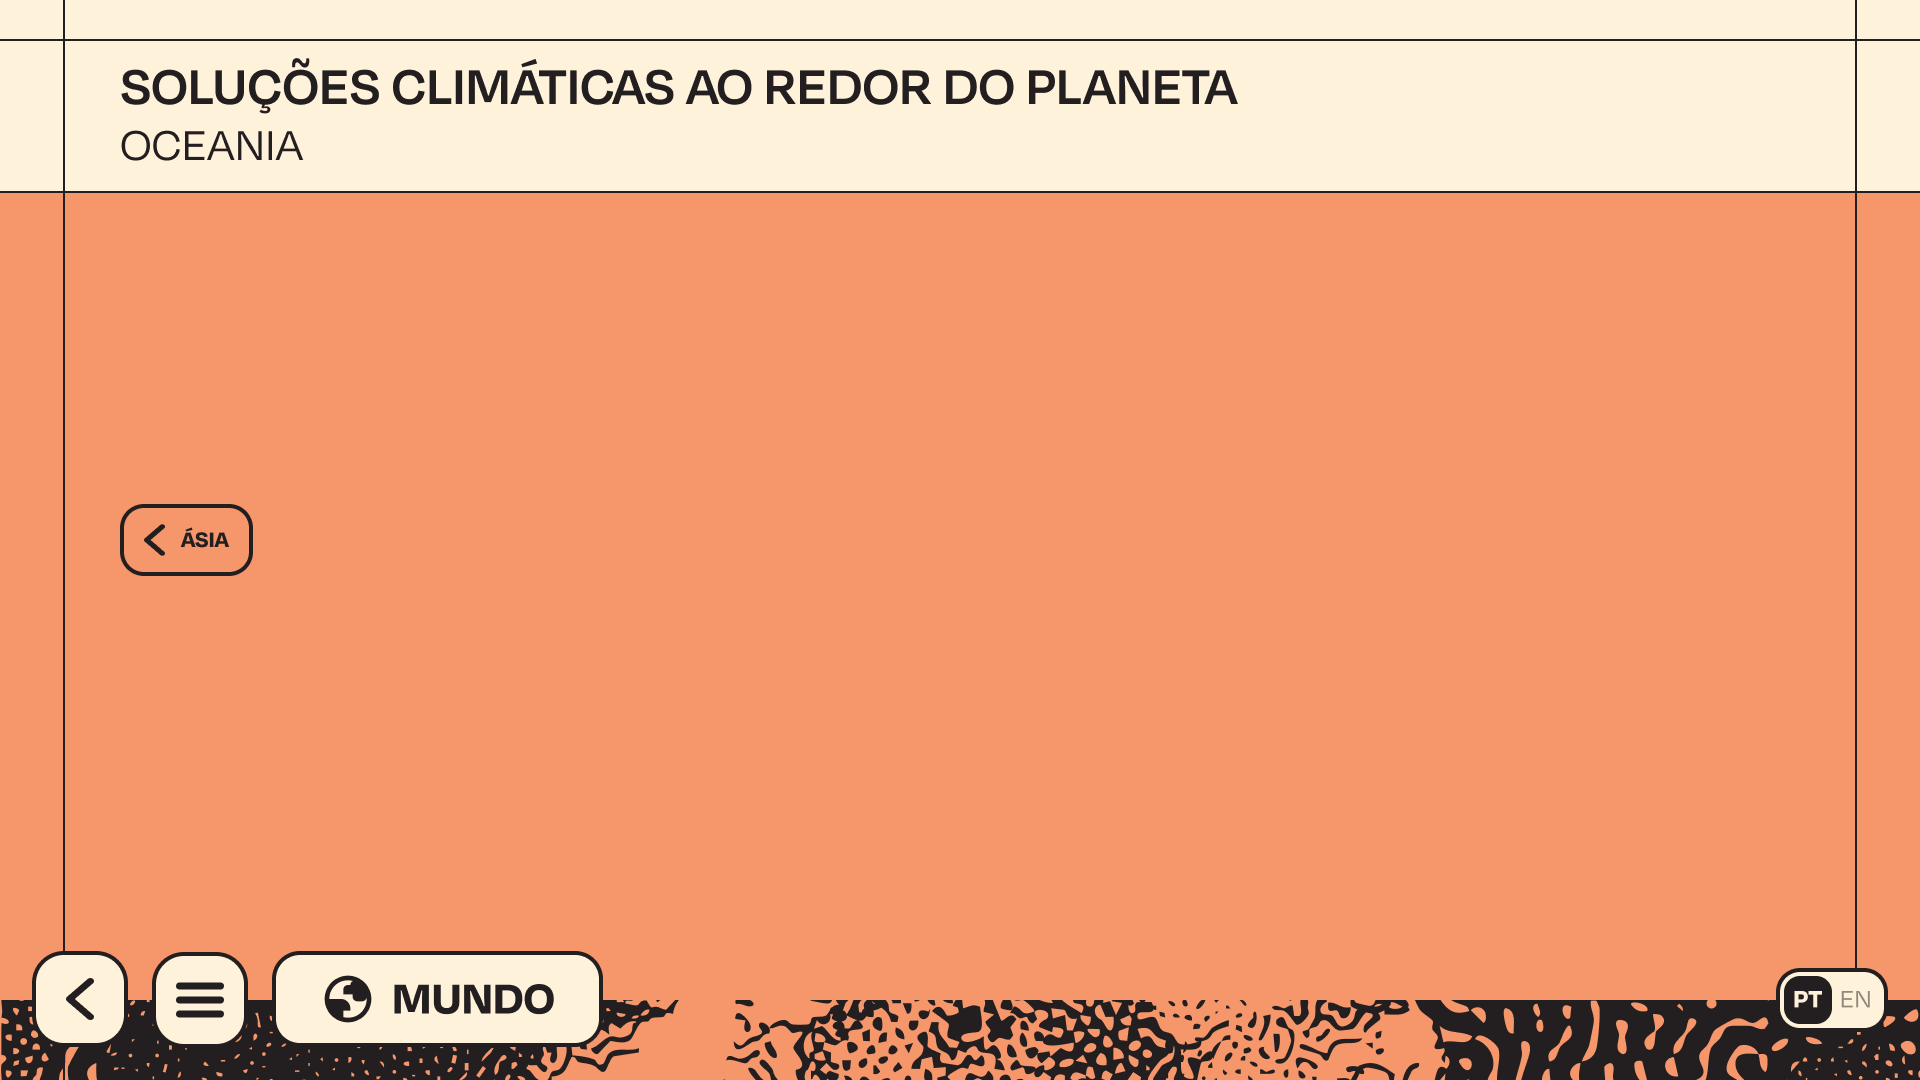 SOLUÇÕES CLIMÁTICAS AO REDOR DO PLANETA
OCEANIA
ÁSIA
MUNDO
PT EN